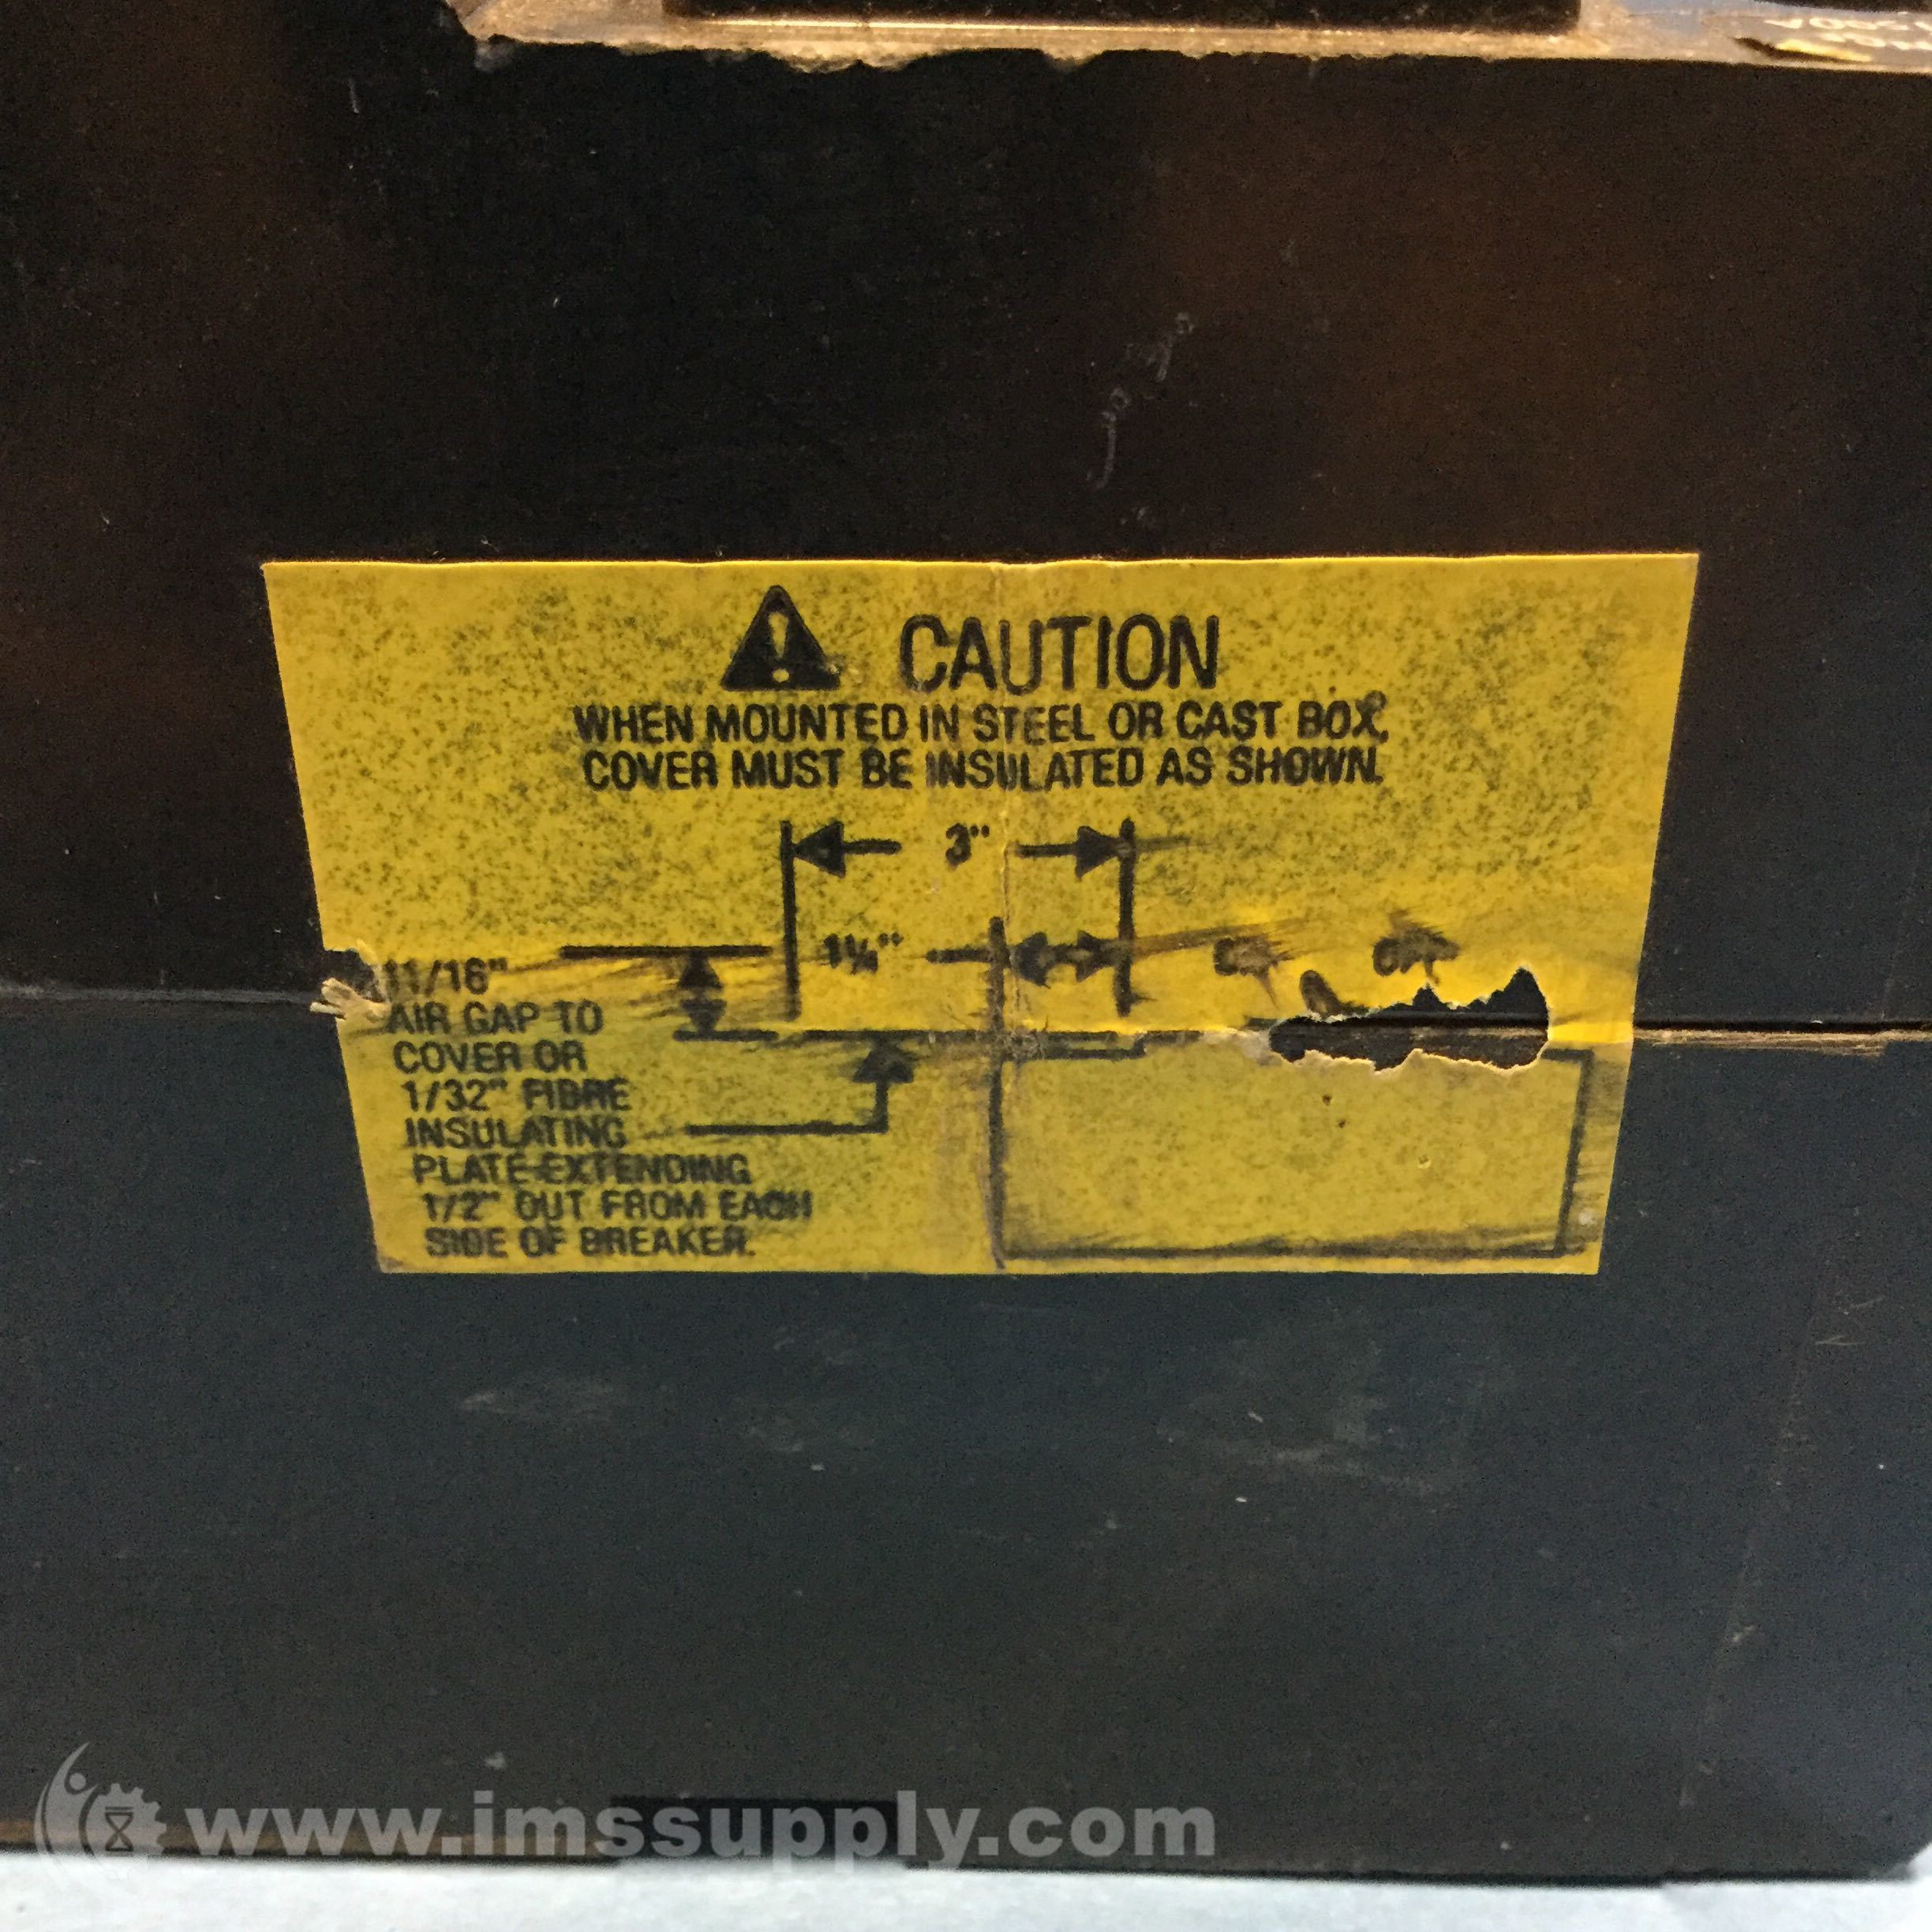 CAUTION
WHEN MOUNTED IN STEEL OR CAST BOX,
COVER MUST BE INSULATED AS SHOWN.
3"
1¼"
11/16"
AIR GAP TO
COVER OR
1/32" FIBRE
INSULATING
PLATE EXTENDING
1/2" OUT FROM EACH
SIDE OF BREAKER.
www.imssupply.com